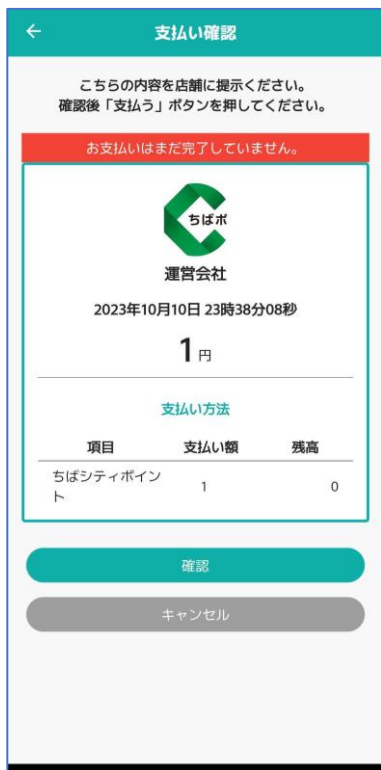 支払い確認
こちらの内容を店舗に提示ください。
確認後「支払う」ボタンを押してください。
お支払いはまだ完了していません。
ちばポ
運営会社
2023年10月10日 23時38分08秒
1 円
支払い方法
項目 支払い額 残高
ちばシティポイン
ト 1 0
確認
キャンセル